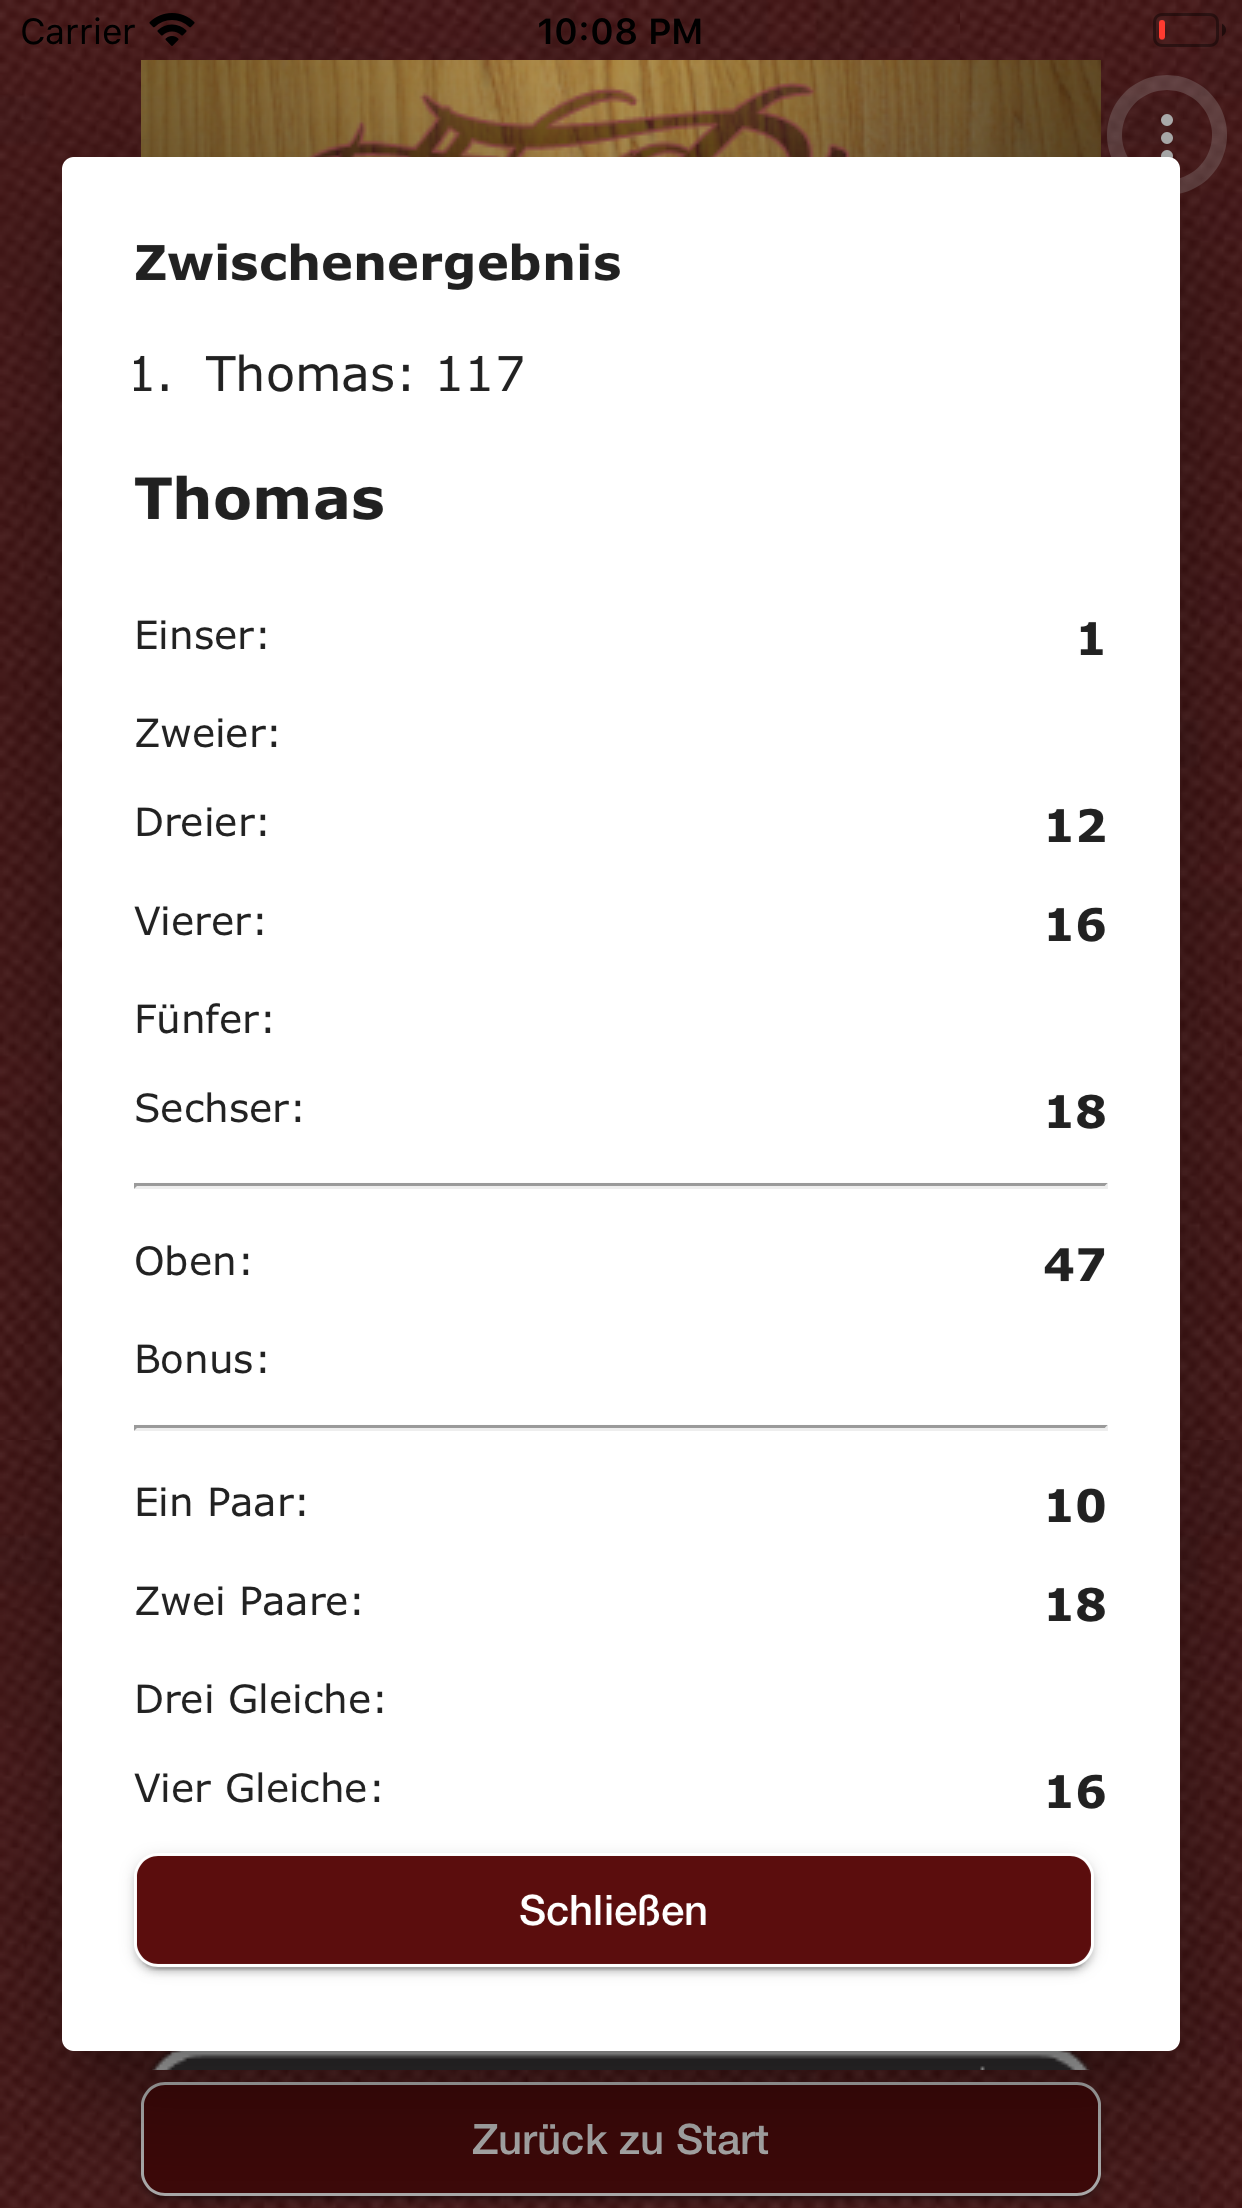 Carrier 10:08 PM
Zwischenergebnis
1. Thomas: 117
Thomas
Einser: 1
Zweier:
Dreier: 12
Vierer: 16
Fünfer:
Sechser: 18
Oben: 47
Bonus:
Ein Paar: 10
Zwei Paare: 18
Drei Gleiche:
Vier Gleiche: 16
Schließen
Zurück zu Start